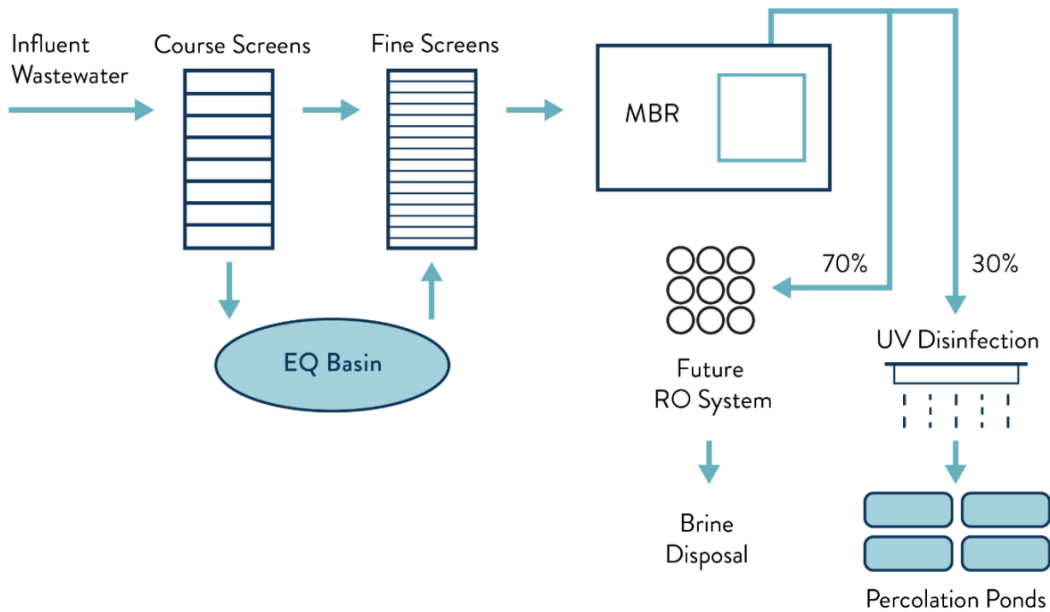 Influent
Wastewater
Course Screens
Fine Screens
MBR
EQ Basin
70%
30%
Future
RO System
UV Disinfection
Brine
Disposal
Percolation Ponds